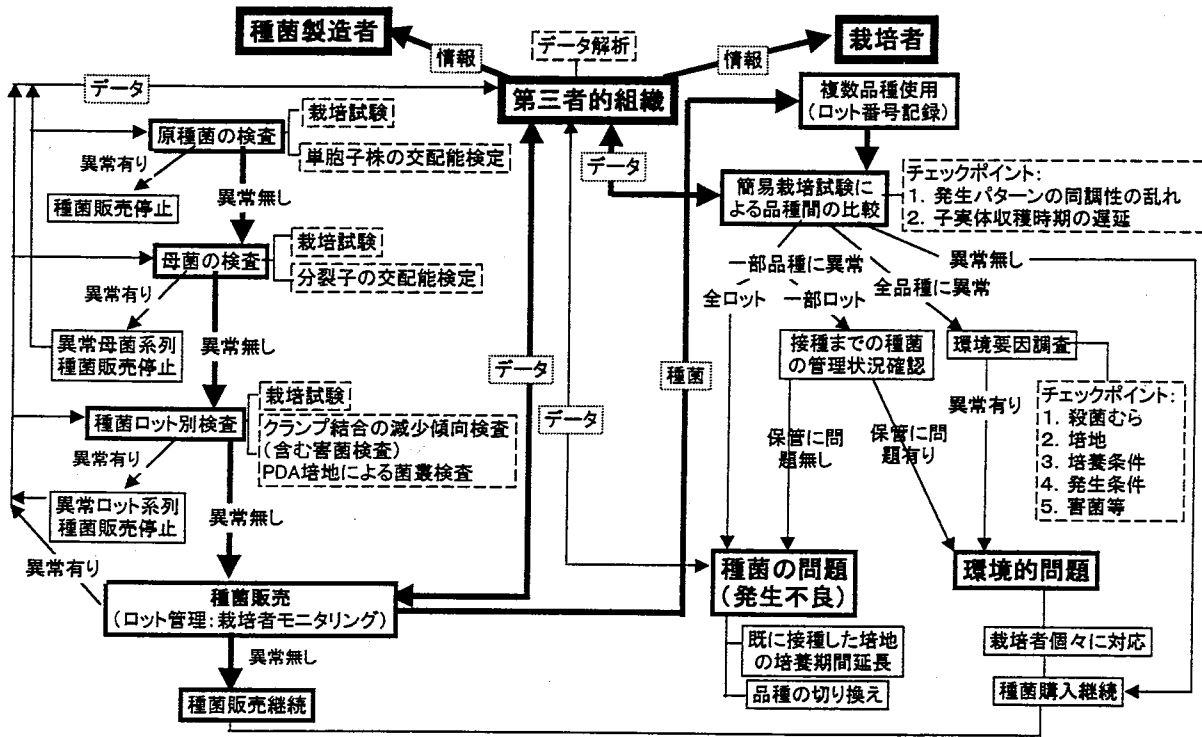 種菌製造者
情報
データ解析
情報
栽培者
データ
第三者的組織
複数品種使用
(ロット番号記録)
原種菌の検査
栽培試験
単胞子株の交配能検定
異常有り
異常無し
種菌販売停止
データ
簡易栽培試験に
よる品種間の比較
チェックポイント:
1. 発生パターンの同調性の乱れ
2. 子実体収穫時期の遅延
母菌の検査
栽培試験
分裂子の交配能検定
異常有り
異常無し
異常母菌系列
種菌販売停止
一部品種に異常
異常無し
全ロット
一部ロット
全品種に異常
データ
種菌
接種までの種菌
の管理状況確認
環境要因調査
種菌ロット別検査
栽培試験
クランプ結合の減少傾向検査
(含む害菌検査)
PDA培地による菌叢検査
異常有り
異常無し
異常ロット系列
種菌販売停止
データ
保管に問
題無し
保管に問
題有り
異常有り
チェックポイント:
1. 殺菌むら
2. 培地
3. 培養条件
4. 発生条件
5. 害菌等
異常有り
種菌販売
(ロット管理:栽培者モニタリング)
異常無し
種菌販売継続
種菌の問題
(発生不良)
環境的問題
既に接種した培地
の培養期間延長
品種の切り換え
栽培者個々に対応
種菌購入継続